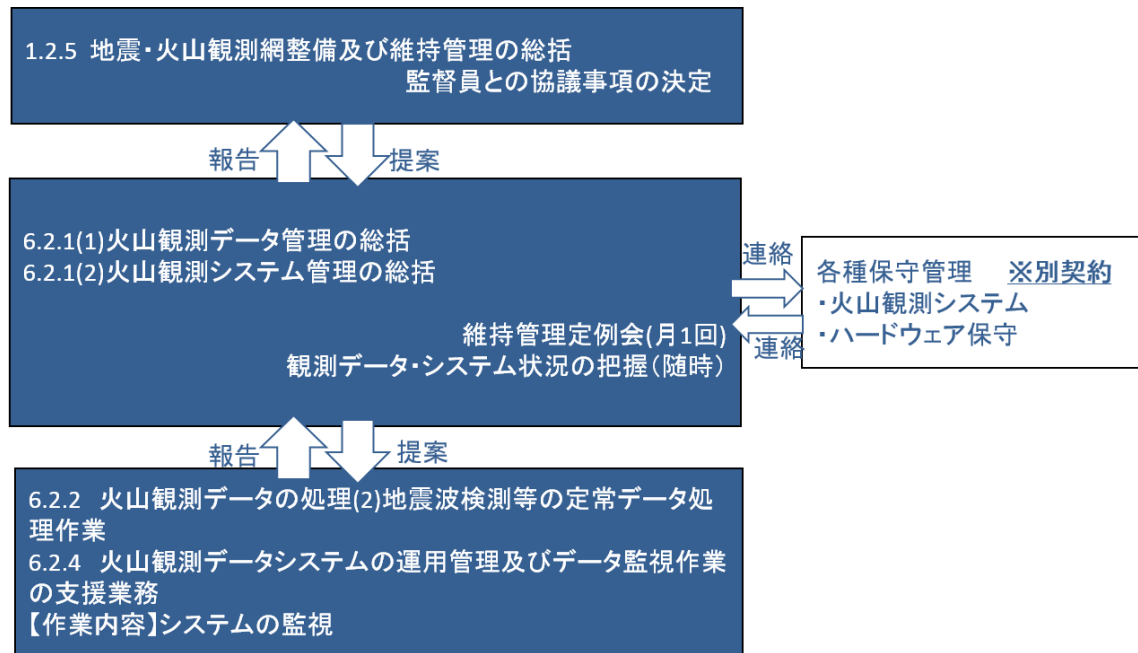 1.2.5 地震・火山観測網整備及び維持管理の総括
監督員との協議事項の決定
報告
提案
6.2.1(1)火山観測データ管理の総括
6.2.1(2)火山観測システム管理の総括
維持管理定例会(月1回)
観測データ・システム状況の把握(随時)
連絡
連絡
各種保守管理 ※別契約
・火山観測システム
・ハードウェア保守
報告
提案
6.2.2 火山観測データの処理(2)地震波検測等の定常データ処
理作業
6.2.4 火山観測データシステムの運用管理及びデータ監視作業
の支援業務
【作業内容】システムの監視